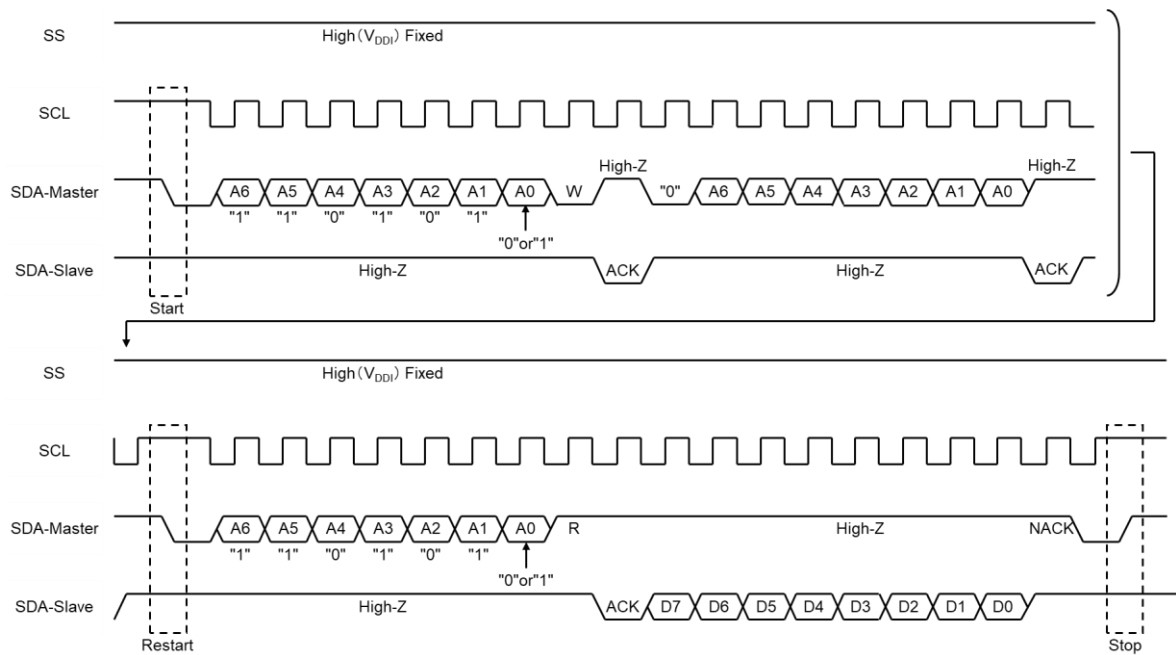 SS High(VDDI) Fixed
SCL
High-Z High-Z
SDA-Master A6 A5 A4 A3 A2 A1 A0 W "0" A6 A5 A4 A3 A2 A1 A0
"1" "1" "0" "1" "0" "1"
"0"or"1"
SDA-Slave High-Z ACK High-Z ACK
Start
SS High(VDDI) Fixed
SCL
SDA-Master A6 A5 A4 A3 A2 A1 A0 R High-Z NACK
"1" "1" "0" "1" "0" "1"
"0"or"1"
SDA-Slave High-Z ACK D7 D6 D5 D4 D3 D2 D1 D0
Restart Stop